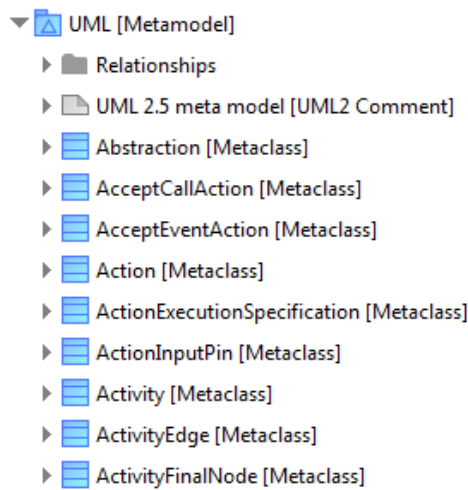 UML [Metamodel]
Relationships
UML 2.5 meta model [UML2 Comment]
Abstraction [Metaclass]
AcceptCallAction [Metaclass]
AcceptEventAction [Metaclass]
Action [Metaclass]
ActionExecutionSpecification [Metaclass]
ActionInputPin [Metaclass]
Activity [Metaclass]
ActivityEdge [Metaclass]
ActivityFinalNode [Metaclass]